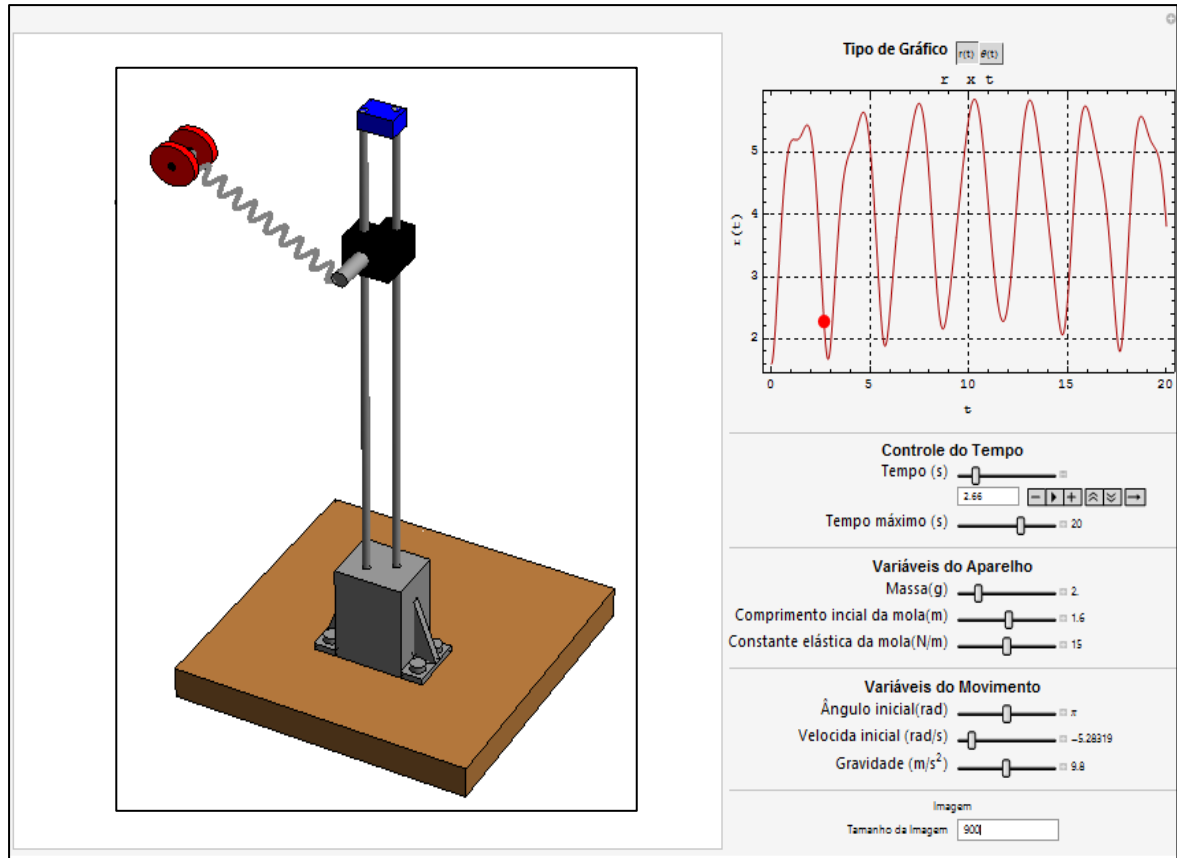 Tipo de Gráfico r(t) θ(t)
r x t
5
4
3
2
r(t)
0 5 10 15 20
t
Controle do Tempo
Tempo (s)
2.66
Tempo máximo (s) 20
Variáveis do Aparelho
Massa(g) 2.
Comprimento incial da mola(m) 1.6
Constante elástica da mola(N/m) 15
Variáveis do Movimento
Ângulo inicial(rad) π
Velocida inicial (rad/s) -5.28319
Gravidade (m/s²) 9.8
Imagem
Tamanho da Imagem 900